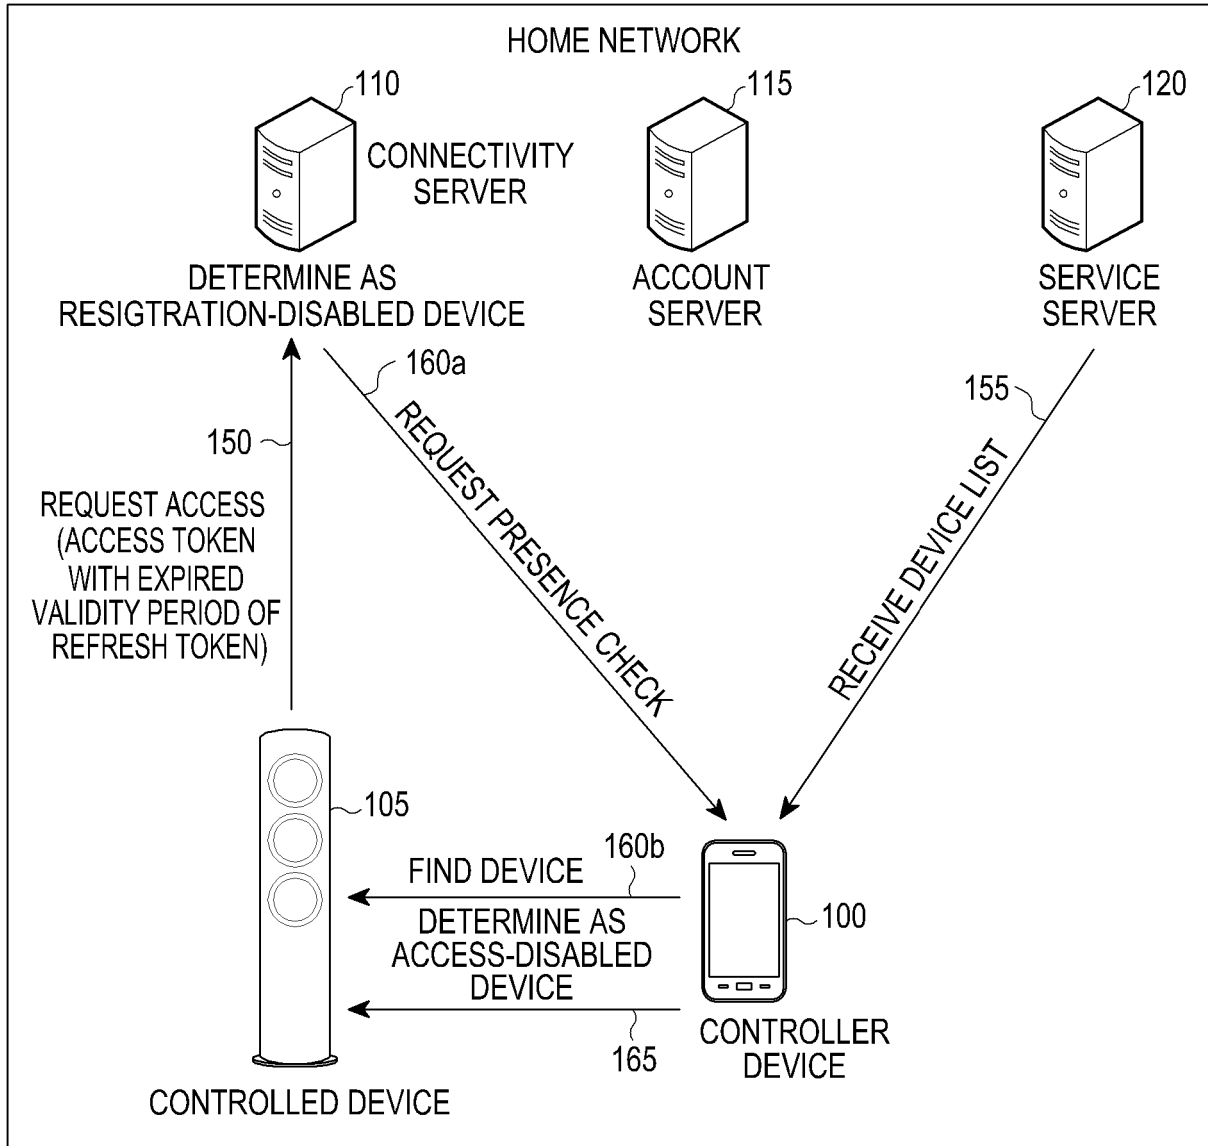 HOME NETWORK
110
115
120
CONNECTIVITY
SERVER
DETERMINE AS
RESIGTRATION-DISABLED DEVICE
ACCOUNT
SERVER
SERVICE
SERVER
160a
155
150
REQUEST ACCESS
(ACCESS TOKEN
WITH EXPIRED
VALIDITY PERIOD OF
REFRESH TOKEN)
REQUEST PRESENCE CHECK
RECEIVE DEVICE LIST
105
160b
FIND DEVICE
DETERMINE AS
ACCESS-DISABLED
DEVICE
100
165
CONTROLLER
DEVICE
CONTROLLED DEVICE